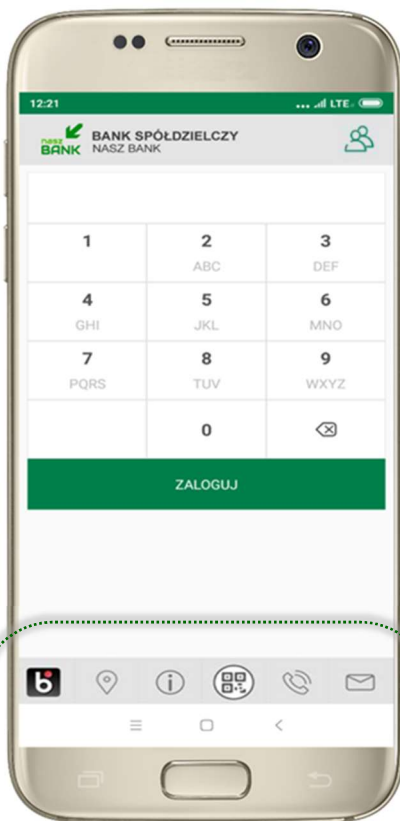 12:21
... LTE
nasz
BANK
BANK SPÓŁDZIELCZY
NASZ BANK
1 2 3
ABC DEF
4 5 6
GHI JKL MNO
7 8 9
PQRS TUV WXYZ
0
ZALOGUJ
b i